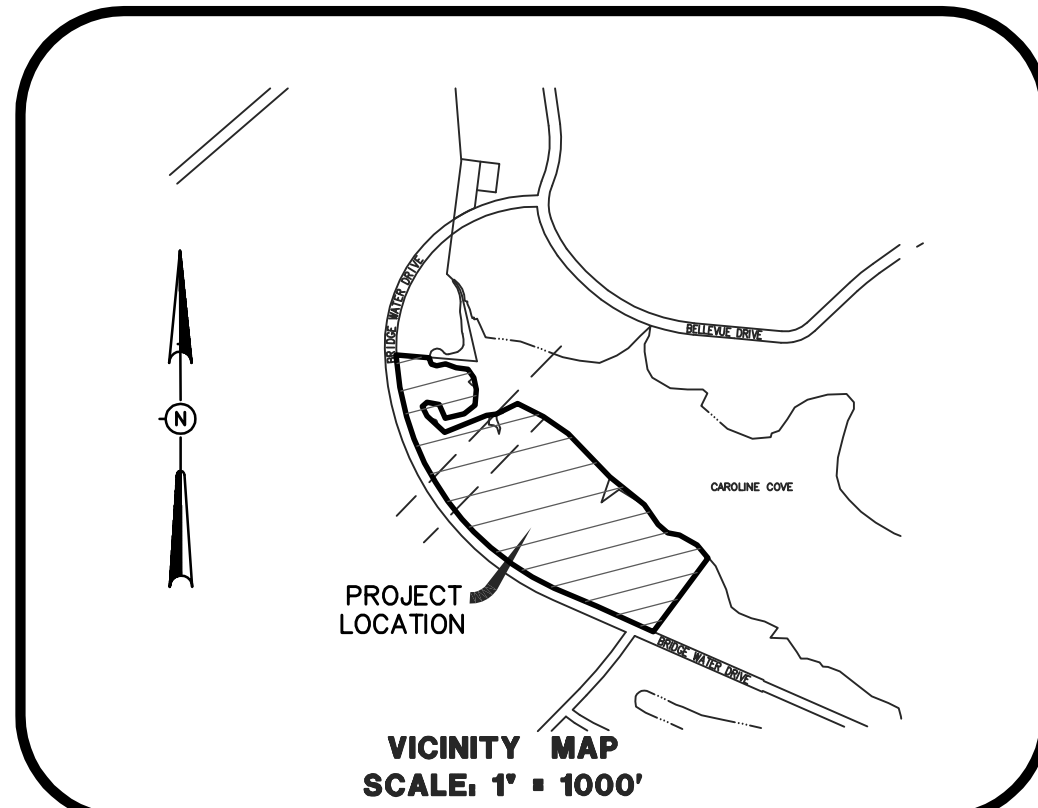 BRIDGE WATER DRIVE
BELLEVUE DRIVE
N
CAROLINE COVE
PROJECT
LOCATION
BRIDGE WATER DRIVE
VICINITY MAP
SCALE: 1" = 1000'